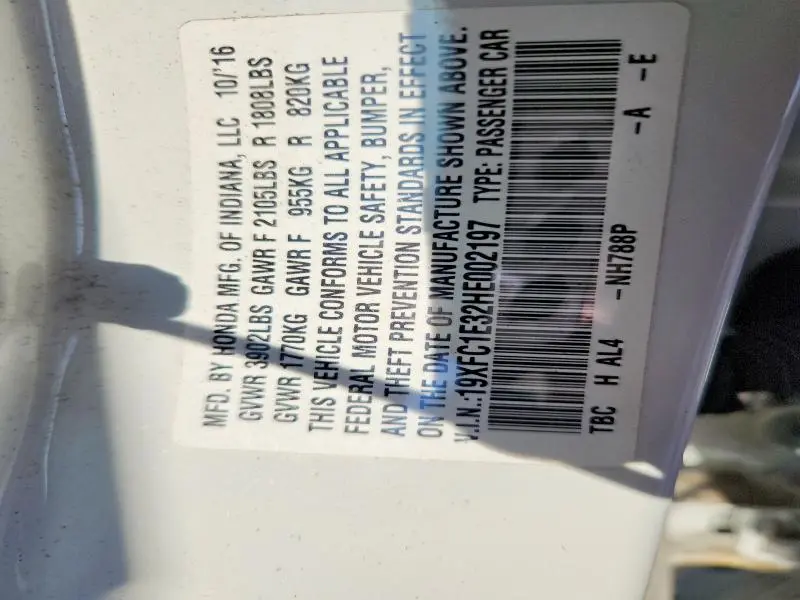 MFD. BY HONDA MFG. OF INDIANA, LLC 10/'16
GVWR 3902LBS GAWR F 2105LBS R 1808LBS
GVWR 1770KG GAWR F 955KG R 820KG
THIS VEHICLE CONFORMS TO ALL APPLICABLE
FEDERAL MOTOR VEHICLE SAFETY, BUMPER,
AND THEFT PREVENTION STANDARDS IN EFFECT
ON THE DATE OF MANUFACTURE SHOWN ABOVE.
V.I.N.:19XFC1E32HE002197 TYPE: PASSENGER CAR
TBC H AL4 -NH788P -A -E